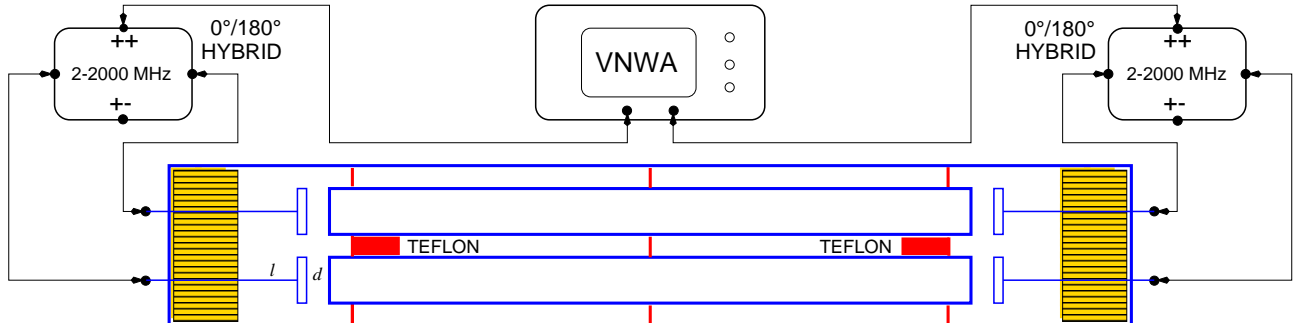 0°/180°
HYBRID
++
2-2000 MHz
+-
VNWA
0°/180°
HYBRID
++
2-2000 MHz
+-
TEFLON
TEFLON
l
d